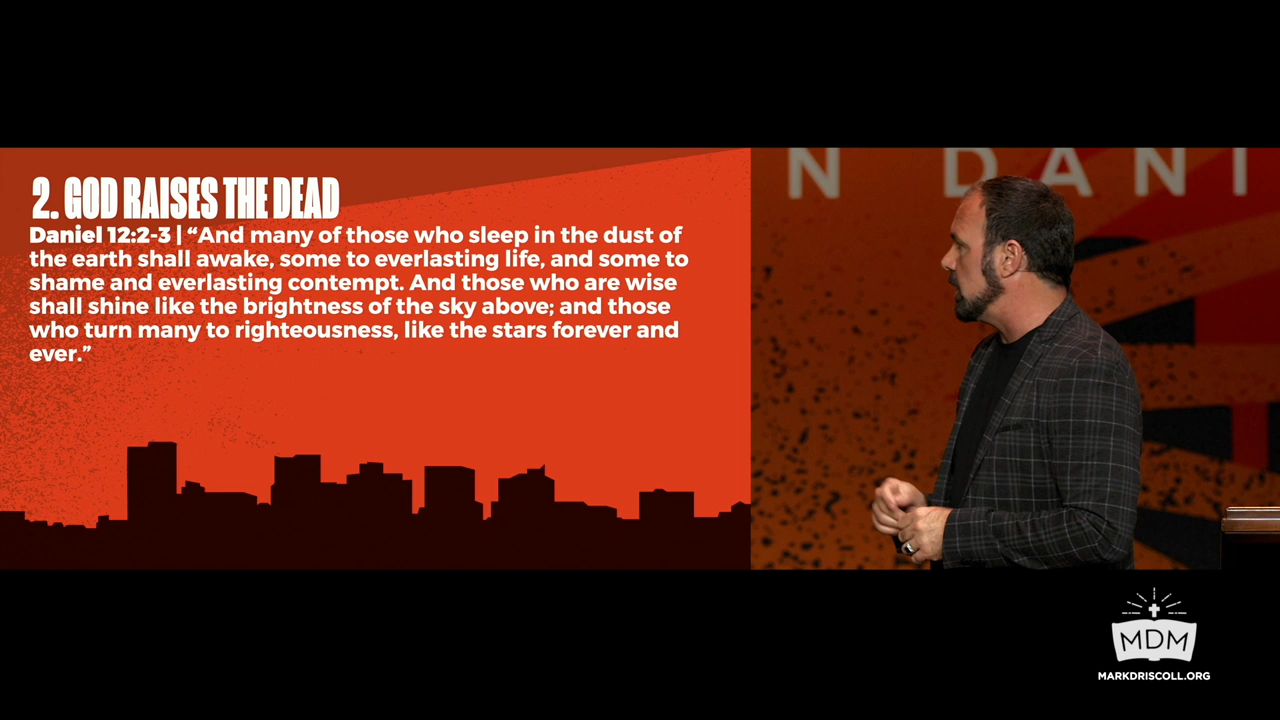 2. GOD RAISES THE DEAD
Daniel 12:2-3 | “And many of those who sleep in the dust of
the earth shall awake, some to everlasting life, and some to
shame and everlasting contempt. And those who are wise
shall shine like the brightness of the sky above; and those
who turn many to righteousness, like the stars forever and
ever.”
N DANI
MDM
MARKDRISCOLL.ORG